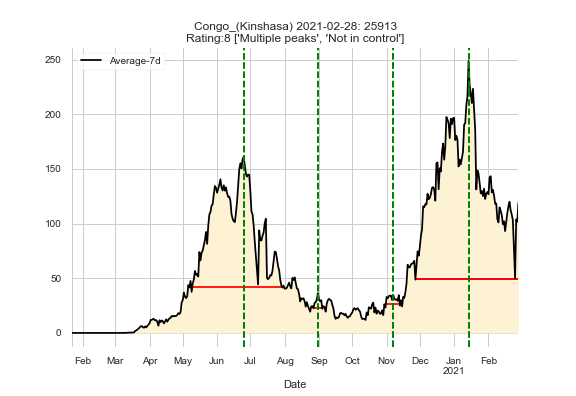 Congo_(Kinshasa) 2021-02-28: 25913
Rating:8 ['Multiple peaks', 'Not in control']
Average-7d
250
200
150
100
50
0
Feb Mar Apr May Jun Jul Aug Sep Oct Nov Dec Jan Feb
2021
Date